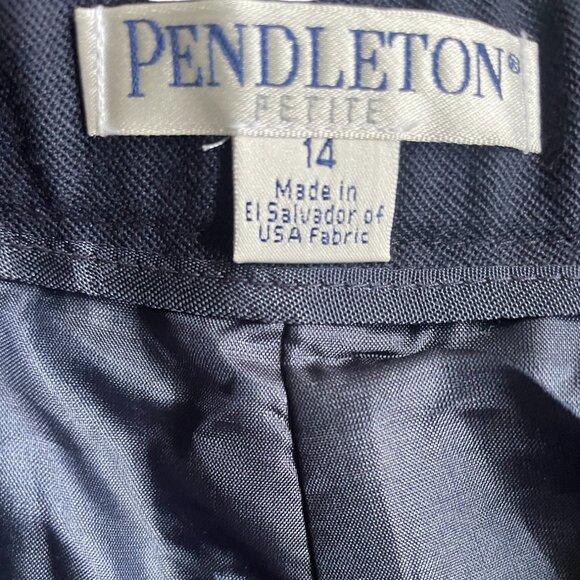 PENDLETON®
PETITE
14
Made in
El Salvador of
USA Fabric